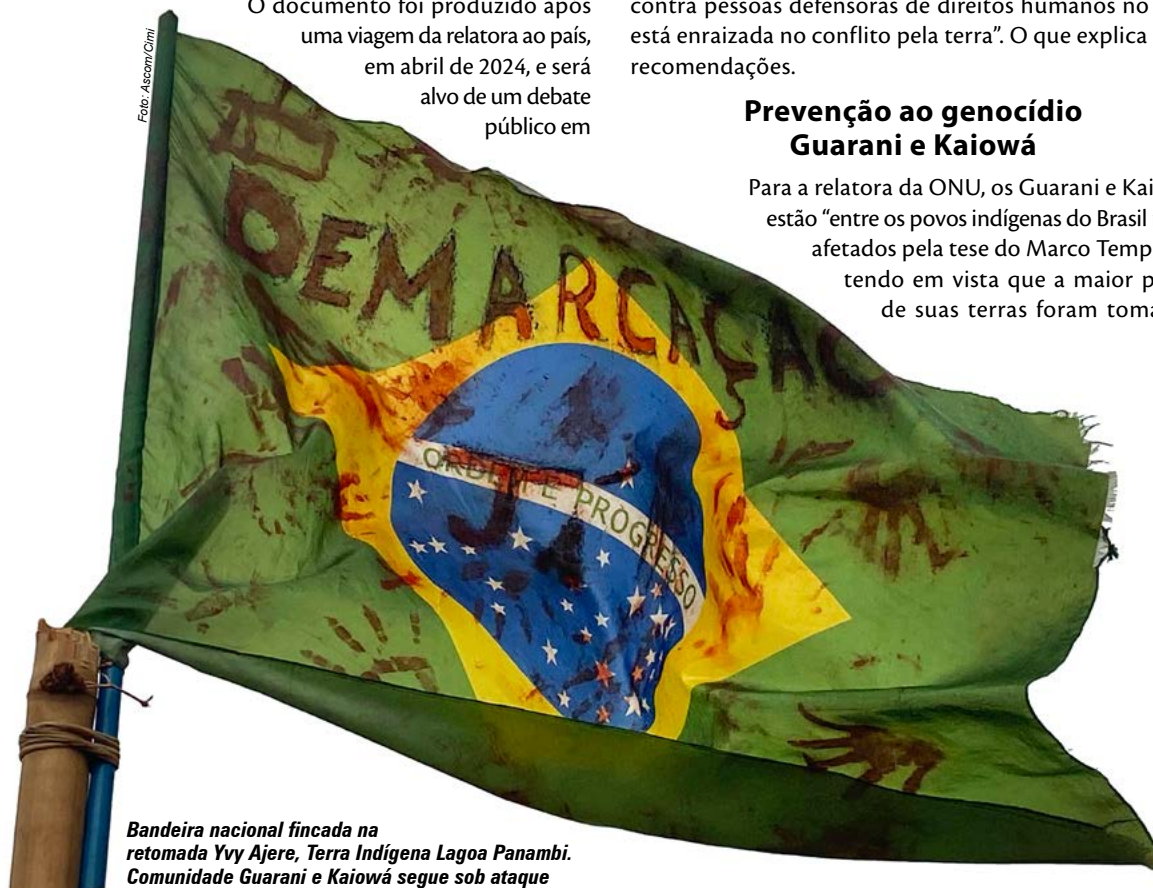 O documento foi produzido após
uma viagem da relatora ao país,
em abril de 2024, e será
alvo de um debate
público em
contra pessoas defensoras de direitos humanos no
está enraizada no conflito pela terra”. O que explica
recomendações.
Prevenção ao genocídio
Guarani e Kaiowá
Para a relatora da ONU, os Guarani e Kai
estão “entre os povos indígenas do Brasil
afetados pela tese do Marco Temp
tendo em vista que a maior p
de suas terras foram toma
Foto: Ascom/Cimi
DEMARCAÇÃO
JÁ
ORDEM E PROGRESSO
Bandeira nacional fincada na
retomada Yvy Ajere, Terra Indígena Lagoa Panambi.
Comunidade Guarani e Kaiowá segue sob ataque